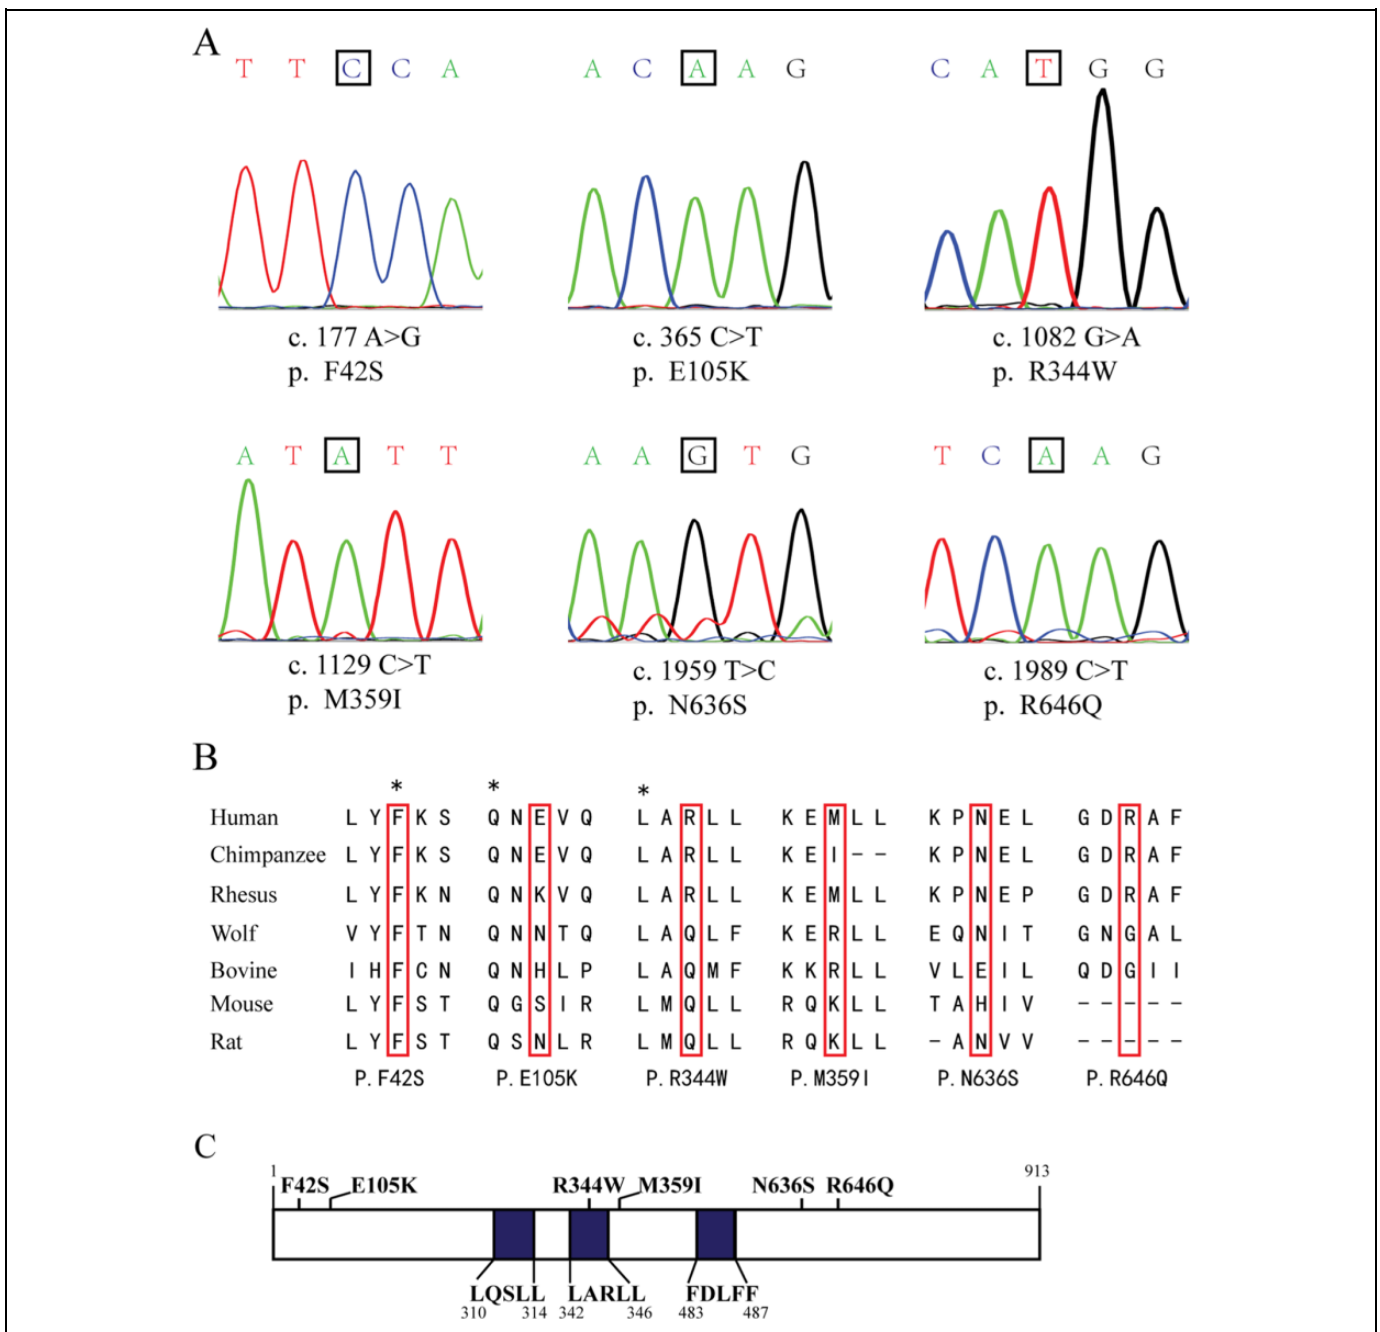 A
T T C C A
A C A A G
C A T G G
c. 177 A>G
p. F42S
c. 365 C>T
p. E105K
c. 1082 G>A
p. R344W
A T A T T
A A G T G
T C A A G
c. 1129 C>T
p. M359I
c. 1959 T>C
p. N636S
c. 1989 C>T
p. R646Q
B
* * *
Human L Y F K S Q N E V Q L A R L L K E M L L K P N E L G D R A F
Chimpanzee L Y F K S Q N E V Q L A R L L K E I - - K P N E L G D R A F
Rhesus L Y F K N Q N K V Q L A R L L K E M L L K P N E P G D R A F
Wolf V Y F T N Q N N T Q L A Q L F K E R L L E Q N I T G N G A L
Bovine I H F C N Q N H L P L A Q M F K K R L L V L E I L Q D G I I
Mouse L Y F S T Q G S I R L M Q L L R Q K L L T A H I V - - - - -
Rat L Y F S T Q S N L R L M Q L L R Q K L L - A N V V - - - - -
P. F42S P. E105K P. R344W P. M359I P. N636S P. R646Q
C
1 913
F42S E105K R344W M359I N636S R646Q
LQSLL LARLL FDLFF
310 314 342 346 483 487